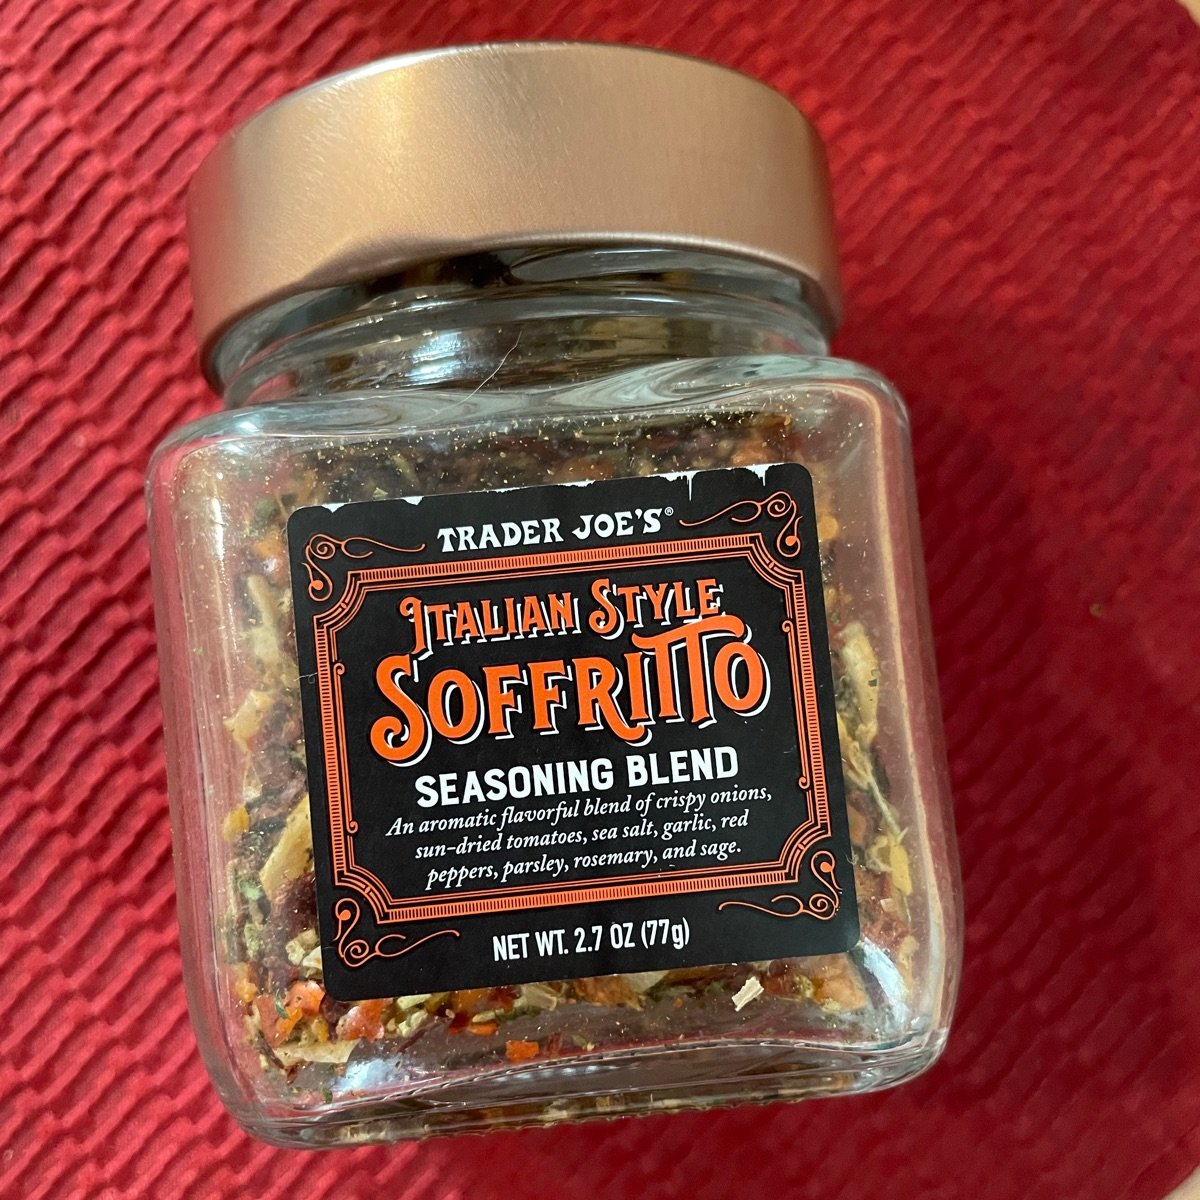 TRADER JOE'S®
ITALIAN STYLE
SOFFRITTO
SEASONING BLEND
An aromatic flavorful blend of crispy onions,
sun-dried tomatoes, sea salt, garlic, red
peppers, parsley, rosemary, and sage.
NET WT. 2.7 OZ (77g)